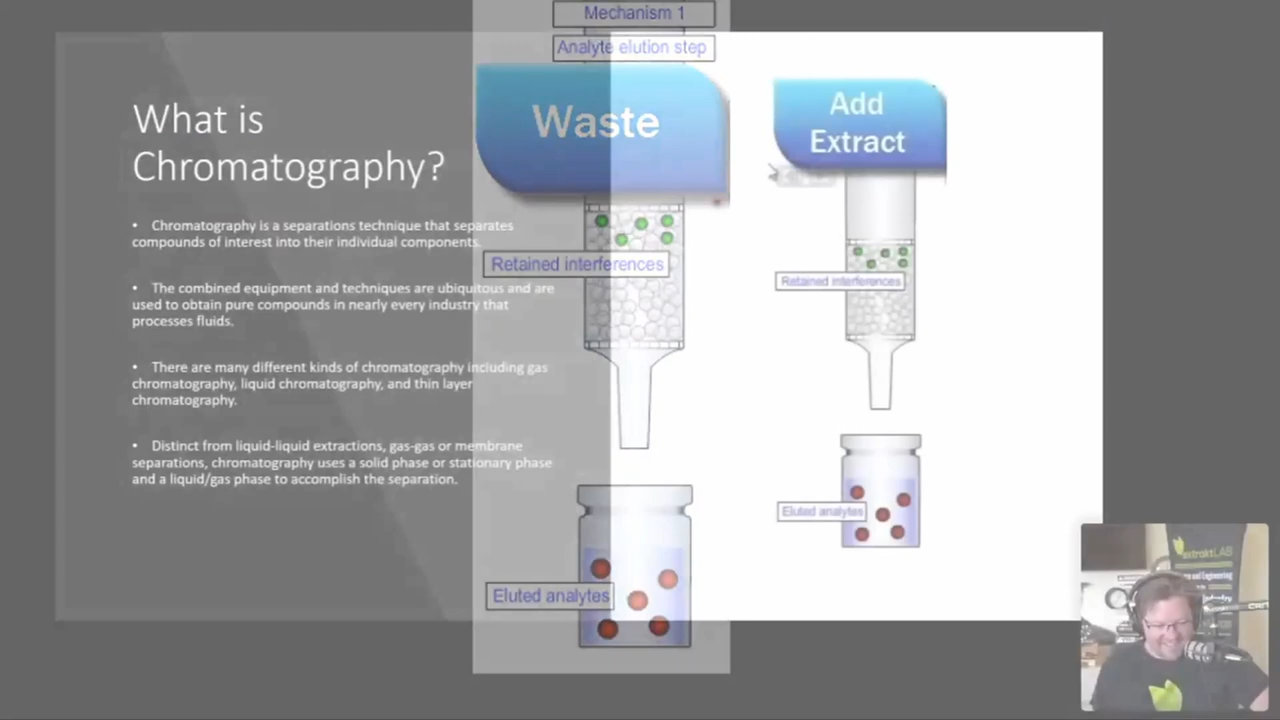 Mechanism 1
Analyte elution step
What is
Chromatography?
Waste
Add
Extract
• Chromatography is a separations technique that separates
compounds of interest into their individual components.
• The combined equipment and techniques are ubiquitous and are
used to obtain pure compounds in nearly every industry that
processes fluids.
• There are many different kinds of chromatography including gas
chromatography, liquid chromatography, and thin layer
chromatography.
• Distinct from liquid-liquid extractions, gas-gas or membrane
separations, chromatography uses a solid phase or stationary phase
and a liquid/gas phase to accomplish the separation.
Retained interferences
Eluted analytes
Retained interferences
Eluted analytes
extraktLAB
and Engineering